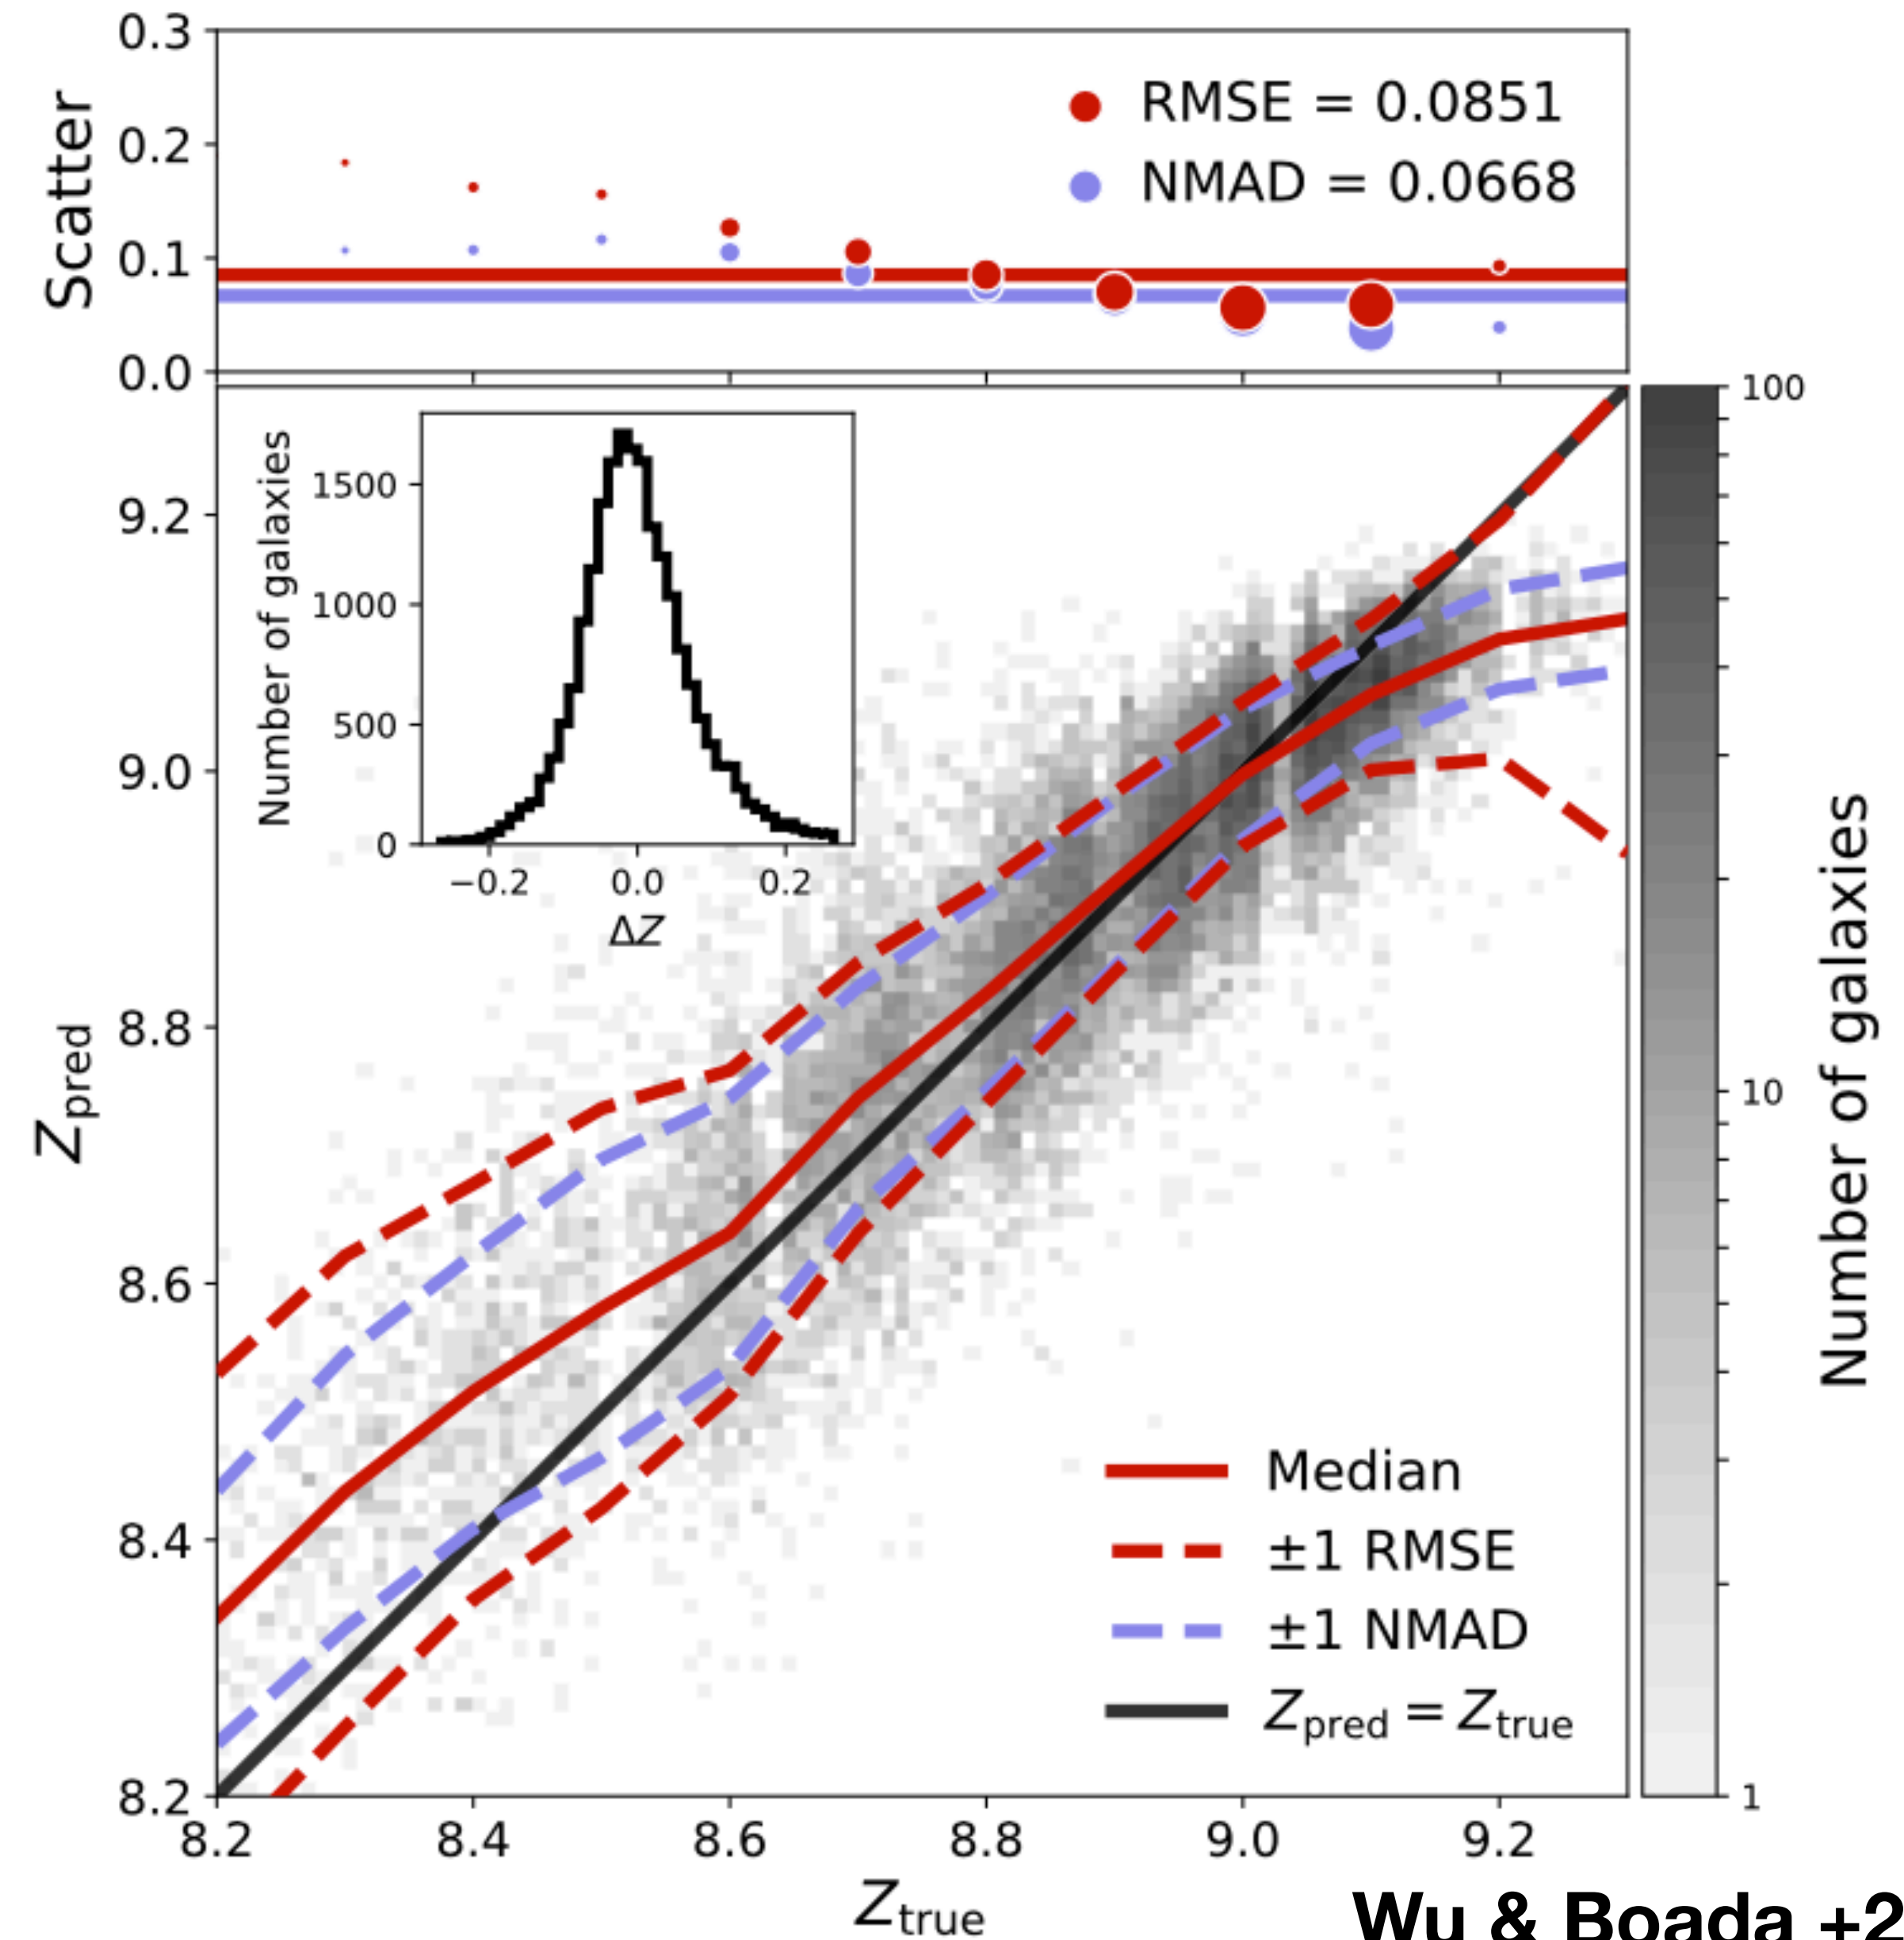 0.3
0.2
0.1
0.0
Scatter
RMSE = 0.0851
NMAD = 0.0668
Number of galaxies
1500
1000
500
0
−0.2 0.0 0.2
ΔZ
9.2
9.0
8.8
8.6
8.4
8.2
Zpred
Median
±1 RMSE
±1 NMAD
Zpred = Ztrue
8.2 8.4 8.6 8.8 9.0 9.2
Ztrue
100
10
1
Number of galaxies
Wu & Boada +2